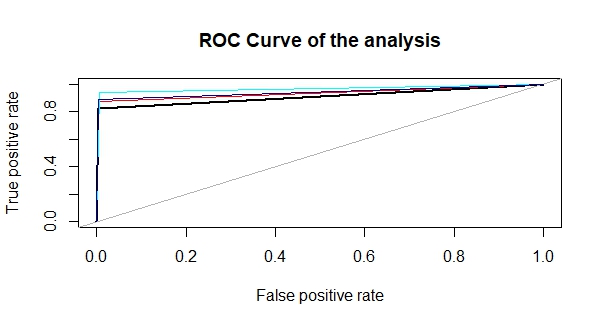 ROC Curve of the analysis
True positive rate
0.8
0.4
0.0
0.0 0.2 0.4 0.6 0.8 1.0
False positive rate